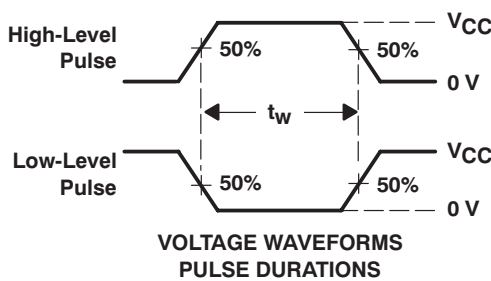 High-Level
Pulse
50%
50%
VCC
0 V
tw
Low-Level
Pulse
50%
50%
VCC
0 V
VOLTAGE WAVEFORMS
PULSE DURATIONS